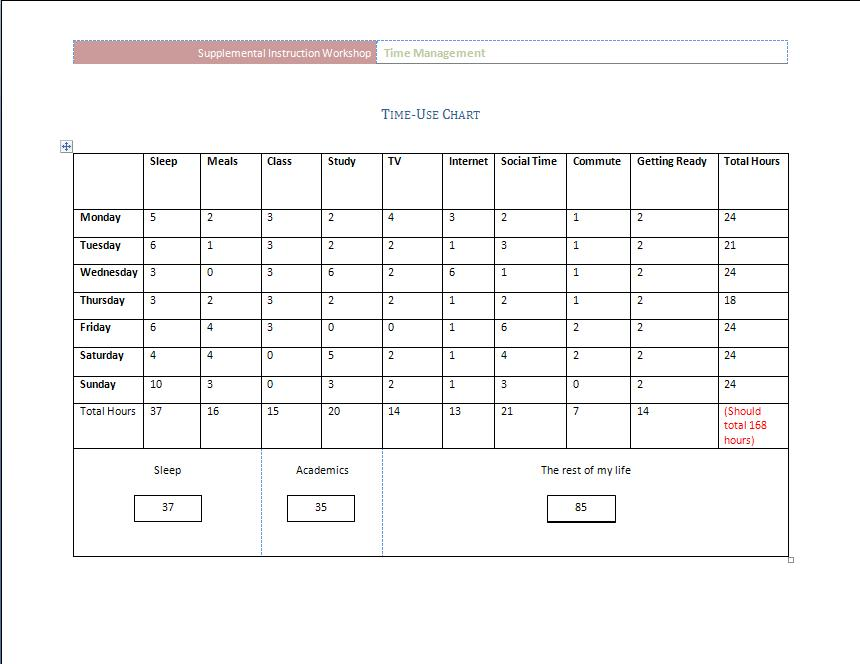 Supplemental Instruction Workshop Time Management
TIME-USE CHART
Sleep Meals Class Study TV Internet Social Time Commute Getting Ready Total Hours
Monday 5 2 3 2 4 3 2 1 2 24
Tuesday 6 1 3 2 2 1 3 1 2 21
Wednesday 3 0 3 6 2 6 1 1 2 24
Thursday 3 2 3 2 2 1 2 1 2 18
Friday 6 4 3 0 0 1 6 2 2 24
Saturday 4 4 0 5 2 1 4 2 2 24
Sunday 10 3 0 3 2 1 3 0 2 24
Total Hours 37 16 15 20 14 13 21 7 14 (Should
total 168
hours)
Sleep Academics The rest of my life
37 35 85